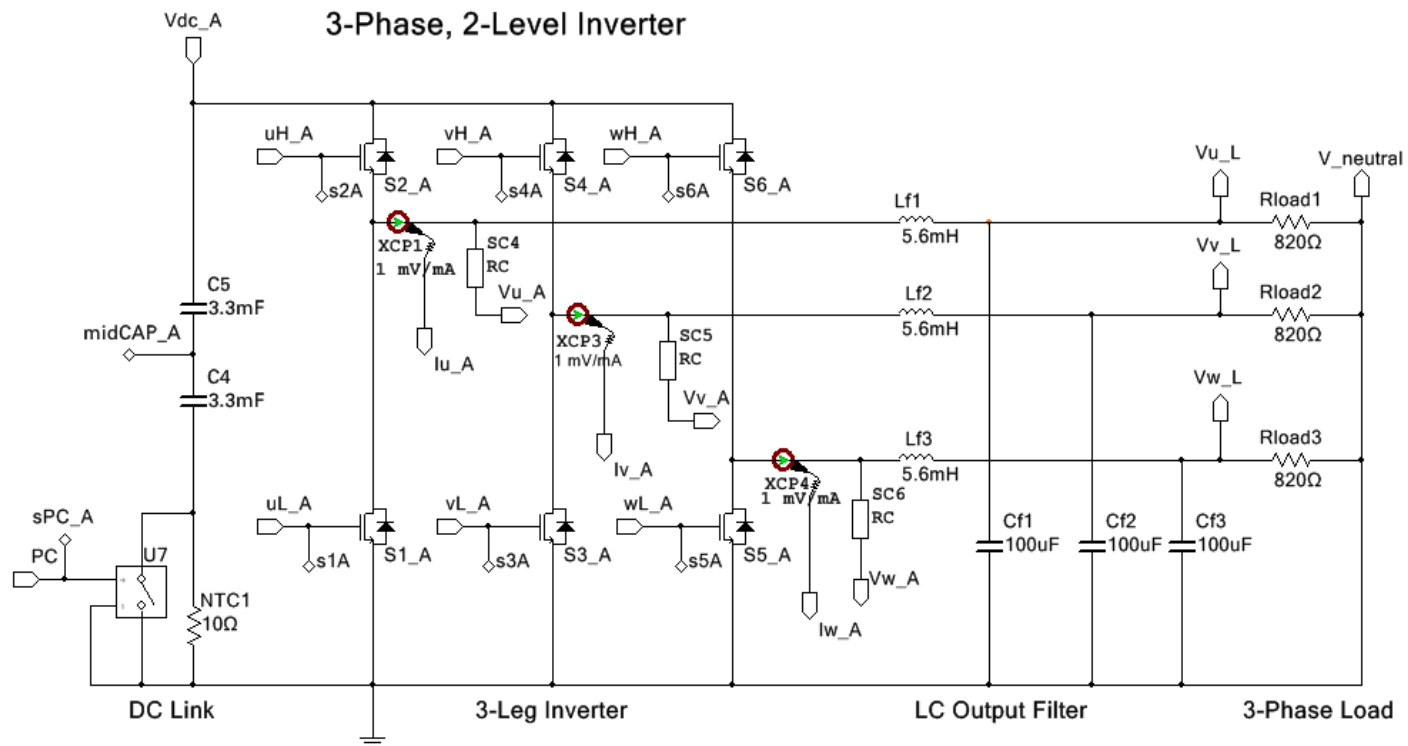 3-Phase, 2-Level Inverter
Vdc_A
uH_A
s2A
S2_A
vH_A
s4A
S4_A
wH_A
s6A
S6_A
Vu_L
V_neutral
Lf1
5.6mH
Rload1
820Ω
XCP1
1 mV/mA
Iu_A
SC4
RC
Vu_A
Vv_L
C5
3.3mF
midCAP_A
C4
3.3mF
XCP3
1 mV/mA
Iv_A
SC5
RC
Vv_A
Lf2
5.6mH
Rload2
820Ω
Vw_L
Lf3
5.6mH
Rload3
820Ω
XCP4
1 mV/mA
Iw_A
SC6
RC
Vw_A
uL_A
s1A
S1_A
vL_A
s3A
S3_A
wL_A
s5A
S5_A
Cf1
100uF
Cf2
100uF
Cf3
100uF
sPC_A
PC
U7
NTC1
10Ω
DC Link
3-Leg Inverter
LC Output Filter
3-Phase Load